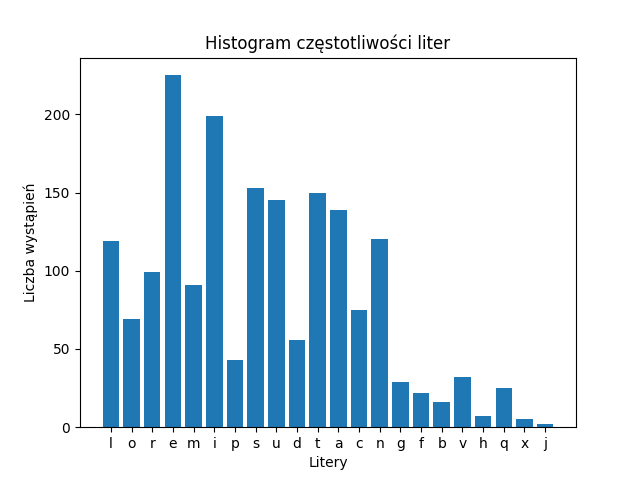 Histogram częstotliwości liter
Liczba wystąpień
200
150
100
50
0
l o r e m i p s u d t a c n g f b v h q x j
Litery